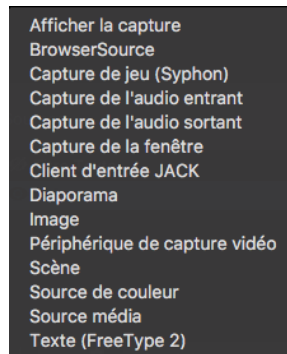 Afficher la capture
BrowserSource
Capture de jeu (Syphon)
Capture de l'audio entrant
Capture de l'audio sortant
Capture de la fenêtre
Client d'entrée JACK
Diaporama
Image
Périphérique de capture vidéo
Scène
Source de couleur
Source média
Texte (FreeType 2)